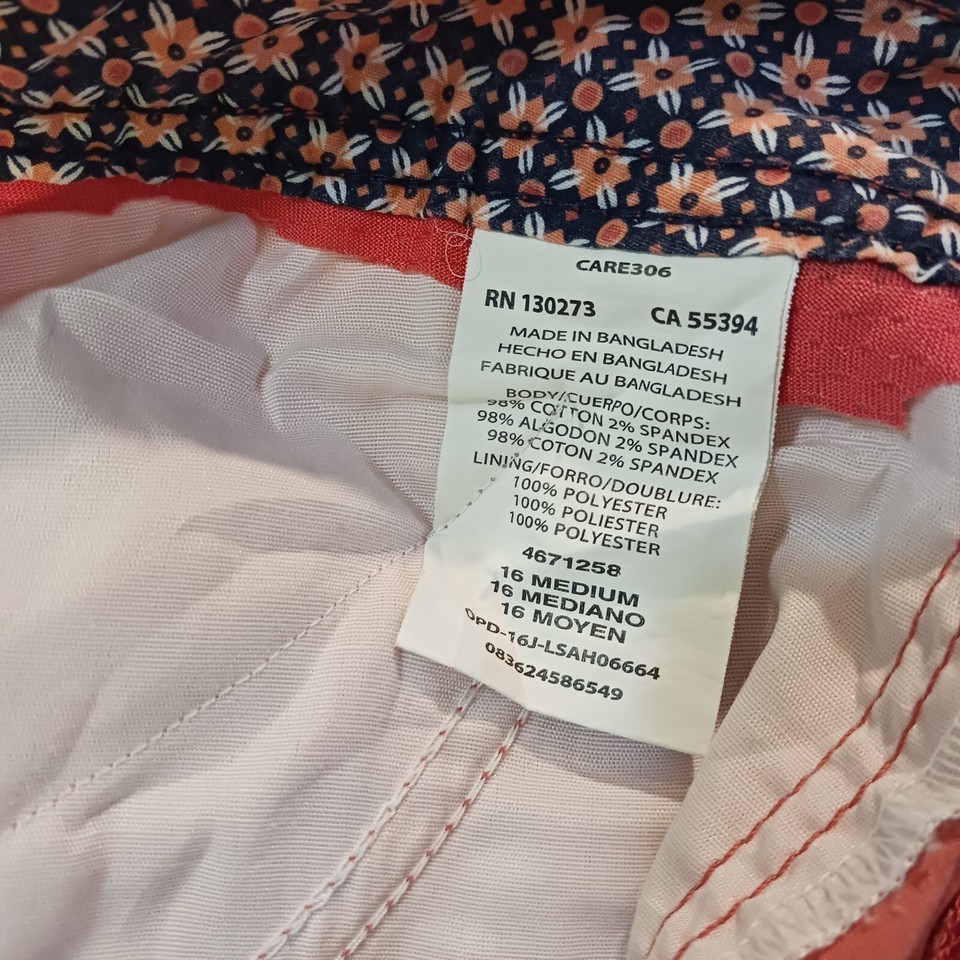 CARE306
RN 130273 CA 55394
MADE IN BANGLADESH
HECHO EN BANGLADESH
FABRIQUE AU BANGLADESH
BODY/CUERPO/CORPS:
98% COTTON 2% SPANDEX
98% ALGODON 2% SPANDEX
98% COTON 2% SPANDEX
LINING/FORRO/DOUBLURE:
100% POLYESTER
100% POLIESTER
100% POLYESTER
4671258
16 MEDIUM
16 MEDIANO
16 MOYEN
OPD-16J-LSAH06664
083624586549